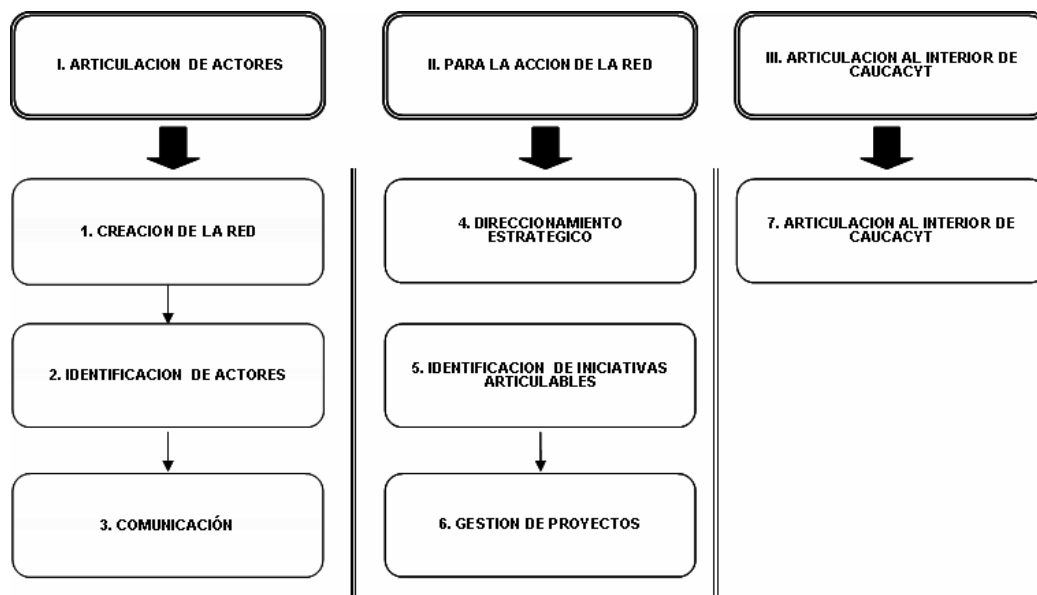 I. ARTICULACION DE ACTORES
II. PARA LA ACCION DE LA RED
III. ARTICULACION AL INTERIOR DE
CAUCACYT
1. CREACION DE LA RED
4. DIRECCIONAMIENTO
ESTRATEGICO
7. ARTICULACION AL INTERIOR DE
CAUCACYT
2. IDENTIFICACION DE ACTORES
5. IDENTIFICACION DE INICIATIVAS
ARTICULABLES
3. COMUNICACIÓN
6. GESTION DE PROYECTOS